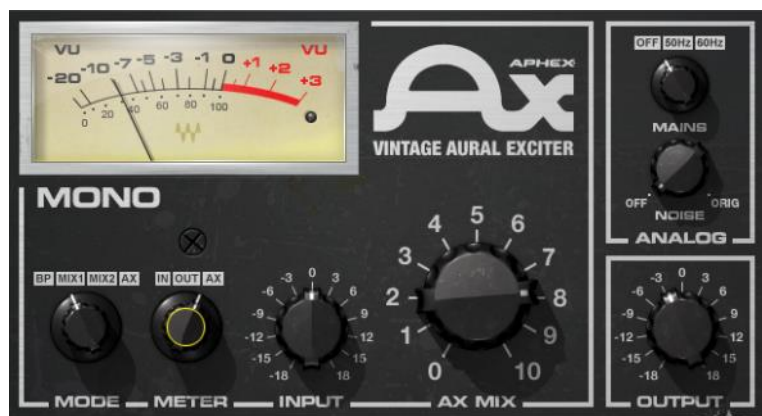 VU VU
-20 -10 -7 -5 -3 -1 0 +1 +2 +3
0 20 40 60 80 100
APHEX
Ax
VINTAGE AURAL EXCITER
MONO
OFF 50Hz 60Hz
MAINS
OFF ORIG
NOISE
ANALOG
BP MIX1 MIX2 AX
MODE
IN OUT AX
METER
-18 -15 -12 -9 -6 -3 0 3 6 9 12 15 18
INPUT
0 1 2 3 4 5 6 7 8 9 10
AX MIX
-18 -15 -12 -9 -6 -3 0 3 6 9 12 15 18
OUTPUT